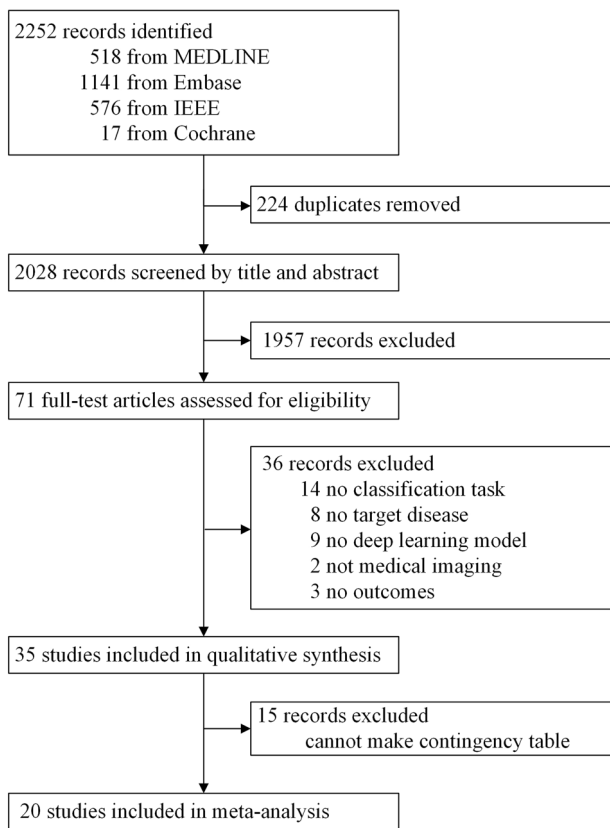 2252 records identified
518 from MEDLINE
1141 from Embase
576 from IEEE
17 from Cochrane
224 duplicates removed
2028 records screened by title and abstract
1957 records excluded
71 full-test articles assessed for eligibility
36 records excluded
14 no classification task
8 no target disease
9 no deep learning model
2 not medical imaging
3 no outcomes
35 studies included in qualitative synthesis
15 records excluded
cannot make contingency table
20 studies included in meta-analysis